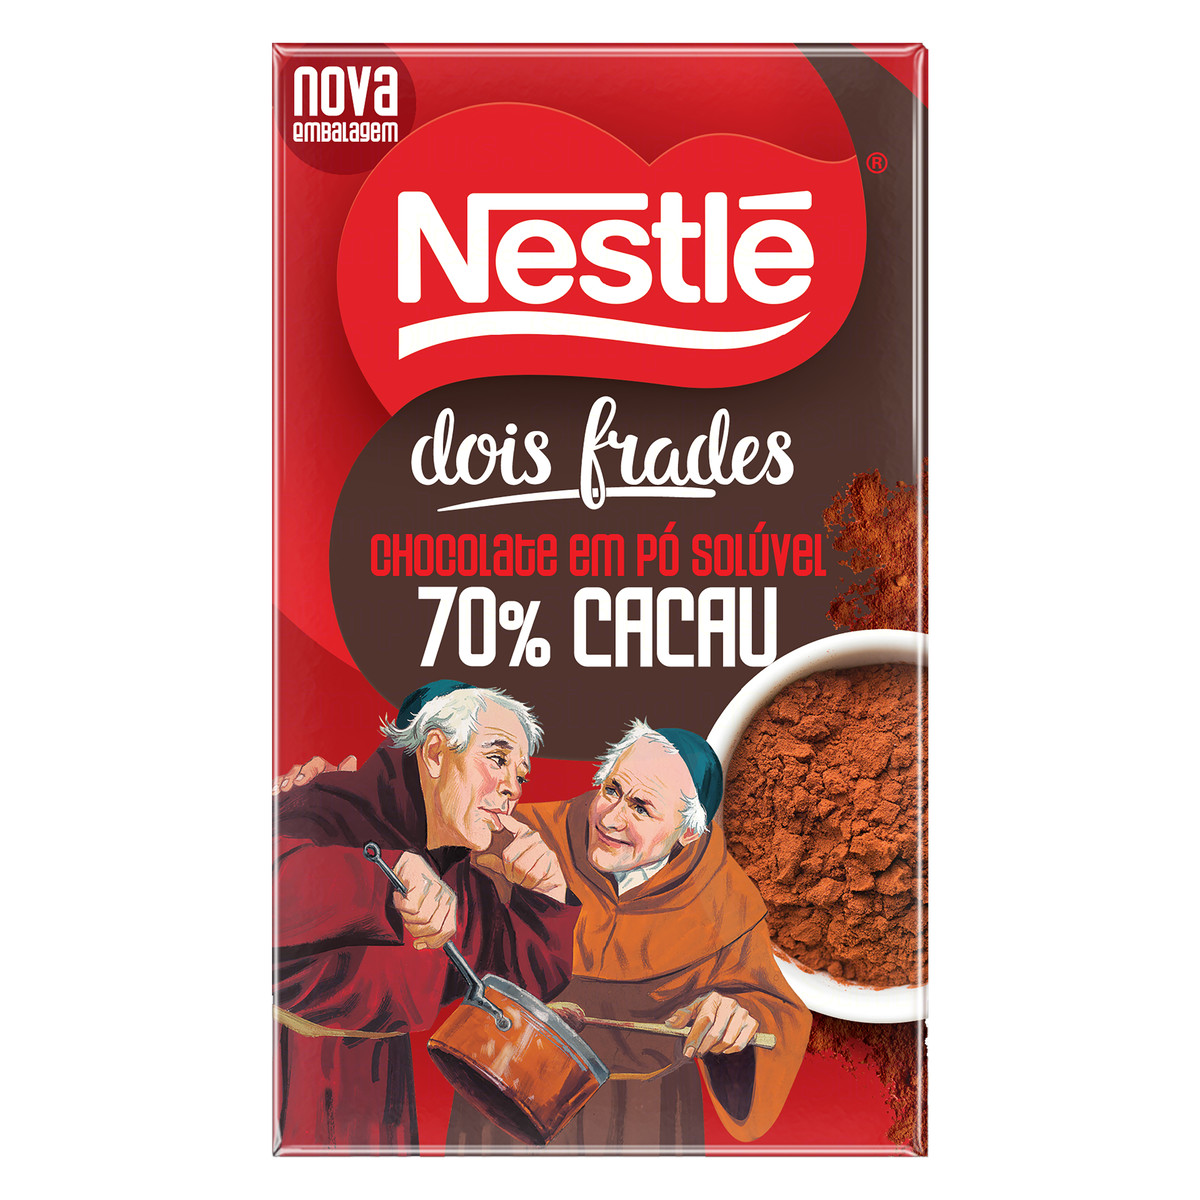 NOVA
EMBALAGEM
Nestlé
®
dois frades
CHOCOLATE EM PÓ SOLÚVEL
70% CACAU